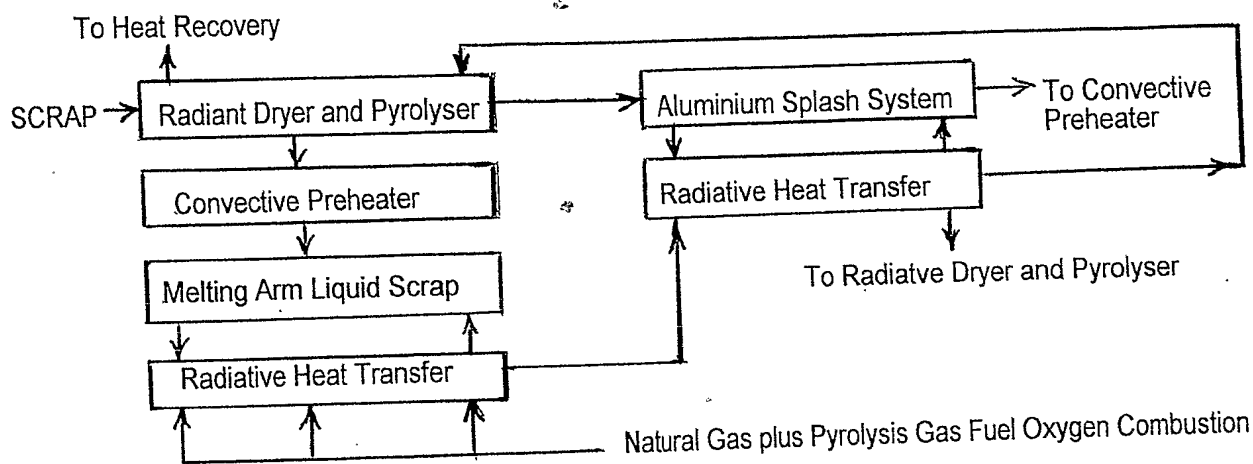 To Heat Recovery
SCRAP
Radiant Dryer and Pyrolyser
Aluminium Splash System
To Convective
Preheater
Convective Preheater
Radiative Heat Transfer
Melting Arm Liquid Scrap
To Radiatve Dryer and Pyrolyser
Radiative Heat Transfer
Natural Gas plus Pyrolysis Gas Fuel Oxygen Combustion